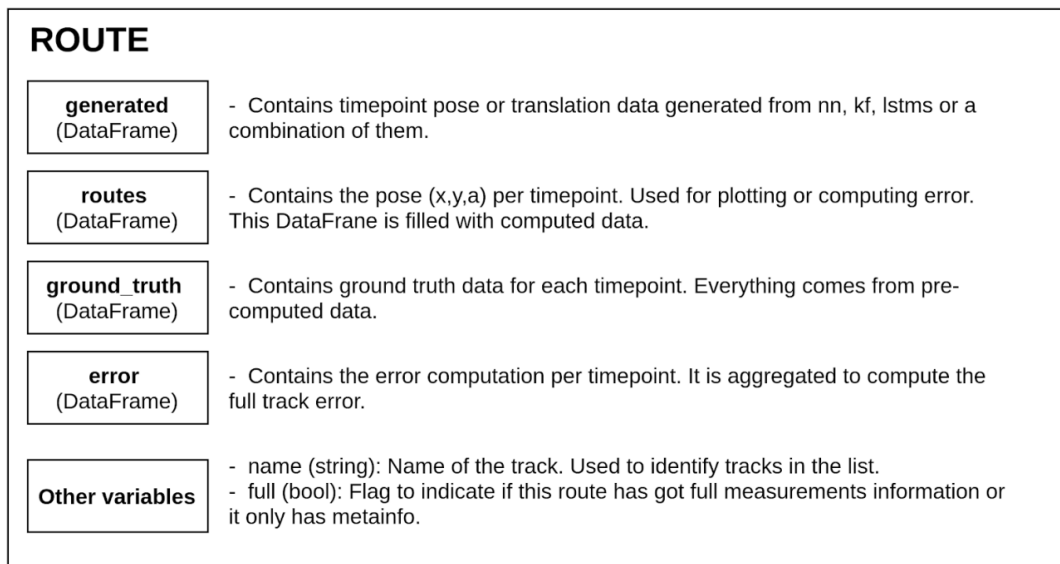 ROUTE
generated
(DataFrame)
- Contains timepoint pose or translation data generated from nn, kf, lstms or a
combination of them.
routes
(DataFrame)
- Contains the pose (x,y,a) per timepoint. Used for plotting or computing error.
This DataFrane is filled with computed data.
ground_truth
(DataFrame)
- Contains ground truth data for each timepoint. Everything comes from pre-
computed data.
error
(DataFrame)
- Contains the error computation per timepoint. It is aggregated to compute the
full track error.
Other variables
- name (string): Name of the track. Used to identify tracks in the list.
- full (bool): Flag to indicate if this route has got full measurements information or
it only has metainfo.